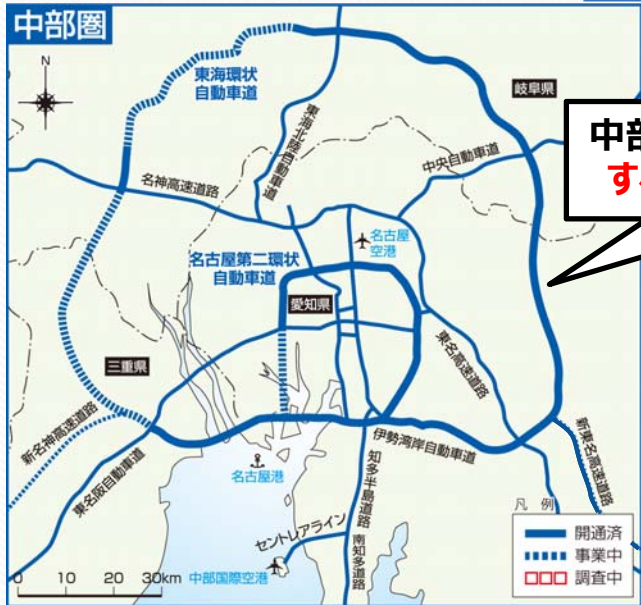 中部圏
N
東海環状
自動車道
岐阜県
東海北陸自動車道
中部
す
中央自動車道
名神高速道路
名古屋
空港
名古屋第二環状
自動車道
愛知県
三重県
東名高速道路
新名神高速道路
東名阪自動車道
伊勢湾岸自動車道
新東名高速道路
名古屋港
知多半島道路
セントレアライン
南知多道路
中部国際空港
凡 例
開通済
事業中
調査中
0 10 20 30km